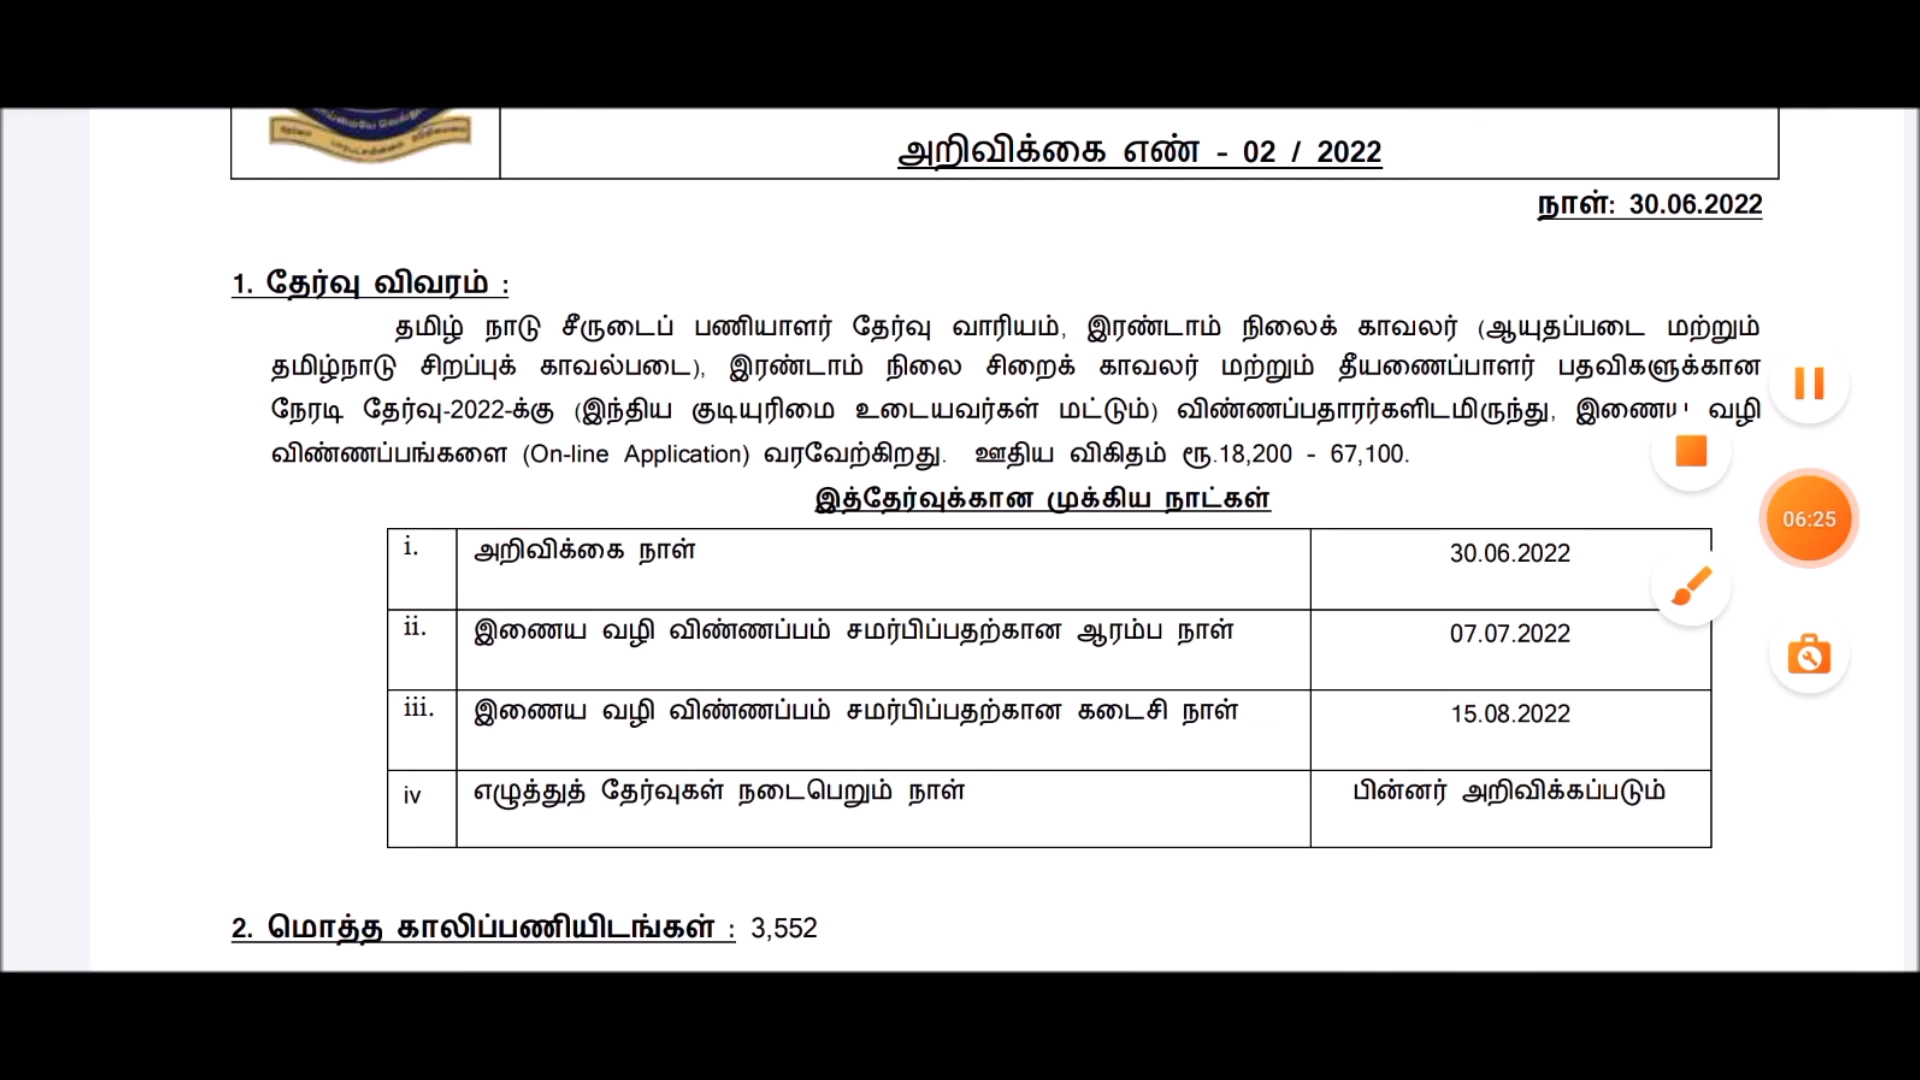 அறிவிக்கை எண் - 02 / 2022
நாள்: 30.06.2022
1. தேர்வு விவரம் :
தமிழ் நாடு சீருடைப் பணியாளர் தேர்வு வாரியம், இரண்டாம் நிலைக் காவலர் (ஆயுதப்படை மற்றும்
தமிழ்நாடு சிறப்புக் காவல்படை), இரண்டாம் நிலை சிறைக் காவலர் மற்றும் தீயணைப்பாளர் பதவிகளுக்கான
நேரடி தேர்வு-2022-க்கு (இந்திய குடியுரிமை உடையவர்கள் மட்டும்) விண்ணப்பதாரர்களிடமிருந்து, இணைய வழி
விண்ணப்பங்களை (On-line Application) வரவேற்கிறது. ஊதிய விகிதம் ரூ.18,200 - 67,100.
இத்தேர்வுக்கான முக்கிய நாட்கள்
i. அறிவிக்கை நாள் 30.06.2022
ii. இணைய வழி விண்ணப்பம் சமர்பிப்பதற்கான ஆரம்ப நாள் 07.07.2022
iii. இணைய வழி விண்ணப்பம் சமர்பிப்பதற்கான கடைசி நாள் 15.08.2022
iv எழுத்துத் தேர்வுகள் நடைபெறும் நாள் பின்னர் அறிவிக்கப்படும்
2. மொத்த காலிப்பணியிடங்கள் : 3,552
06:25